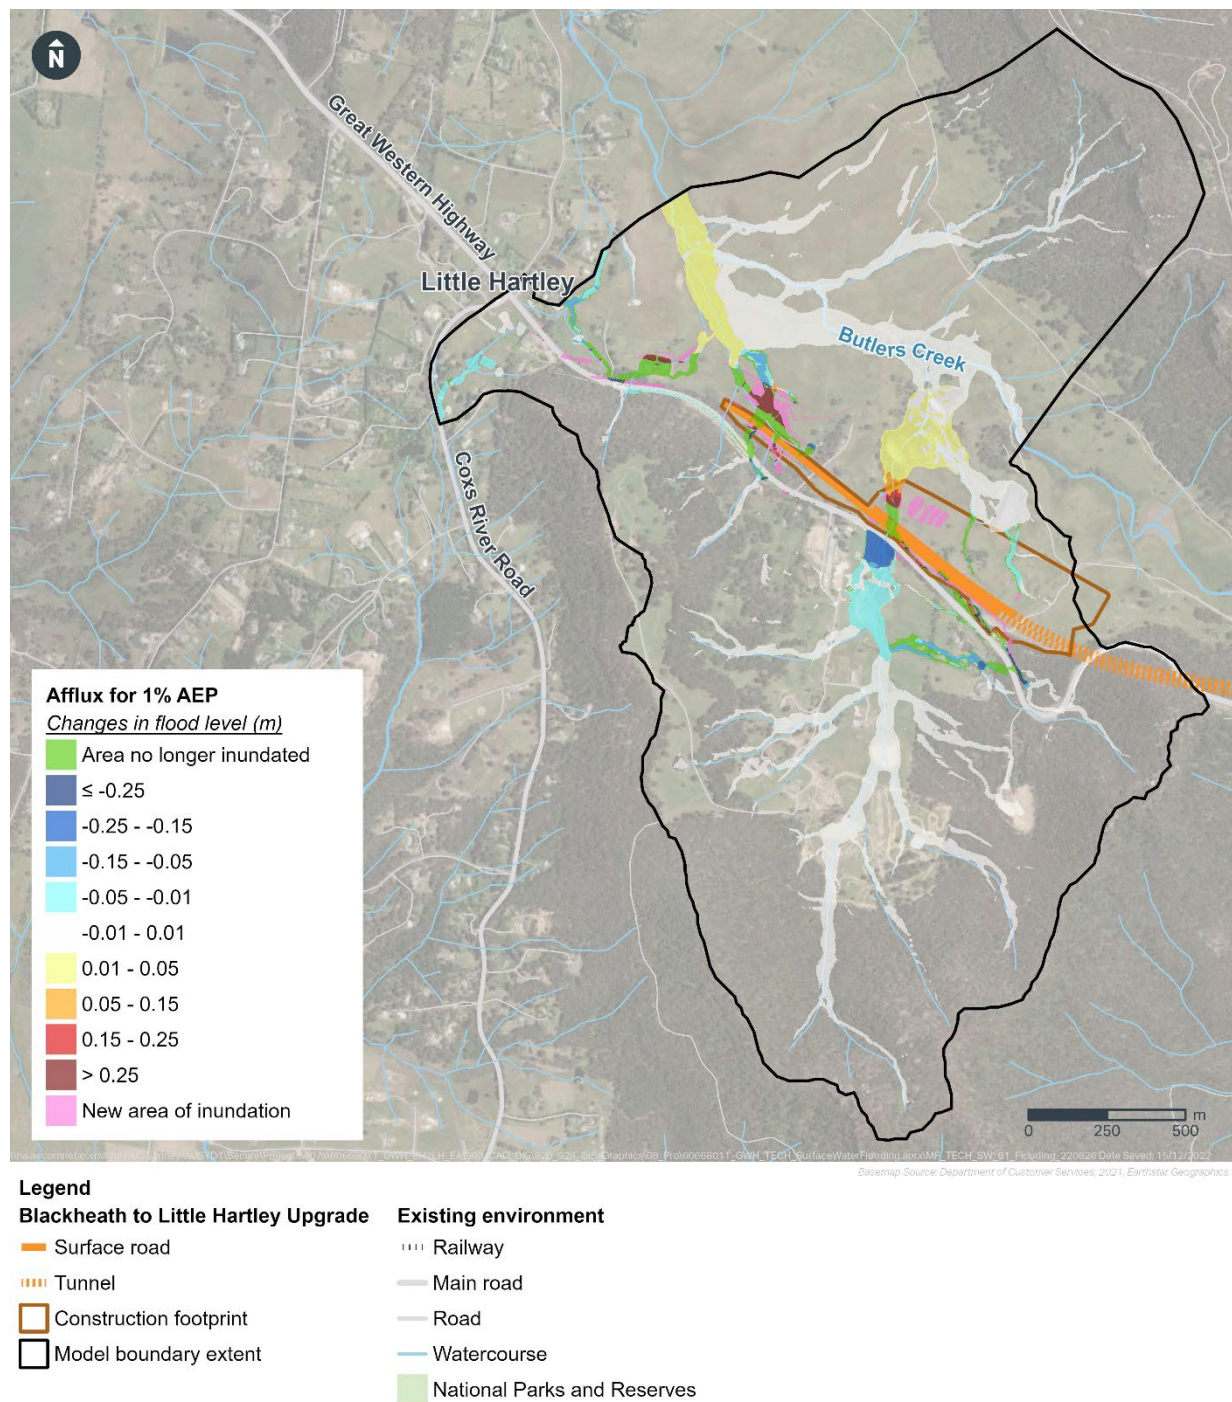 N
Great Western Highway
Little Hartley
Butlers Creek
Coxs River Road
Afflux for 1% AEP
Changes in flood level (m)
Area no longer inundated
≤ -0.25
-0.25 - -0.15
-0.15 - -0.05
-0.05 - -0.01
-0.01 - 0.01
0.01 - 0.05
0.05 - 0.15
0.15 - 0.25
> 0.25
New area of inundation
m
0 250 500
Date Saved: 15/12/2022
Basemap Source: Department of Customer Services, 2021, Earthstar Geographics
Legend
Blackheath to Little Hartley Upgrade
Surface road
Tunnel
Construction footprint
Model boundary extent
Existing environment
Railway
Main road
Road
Watercourse
National Parks and Reserves